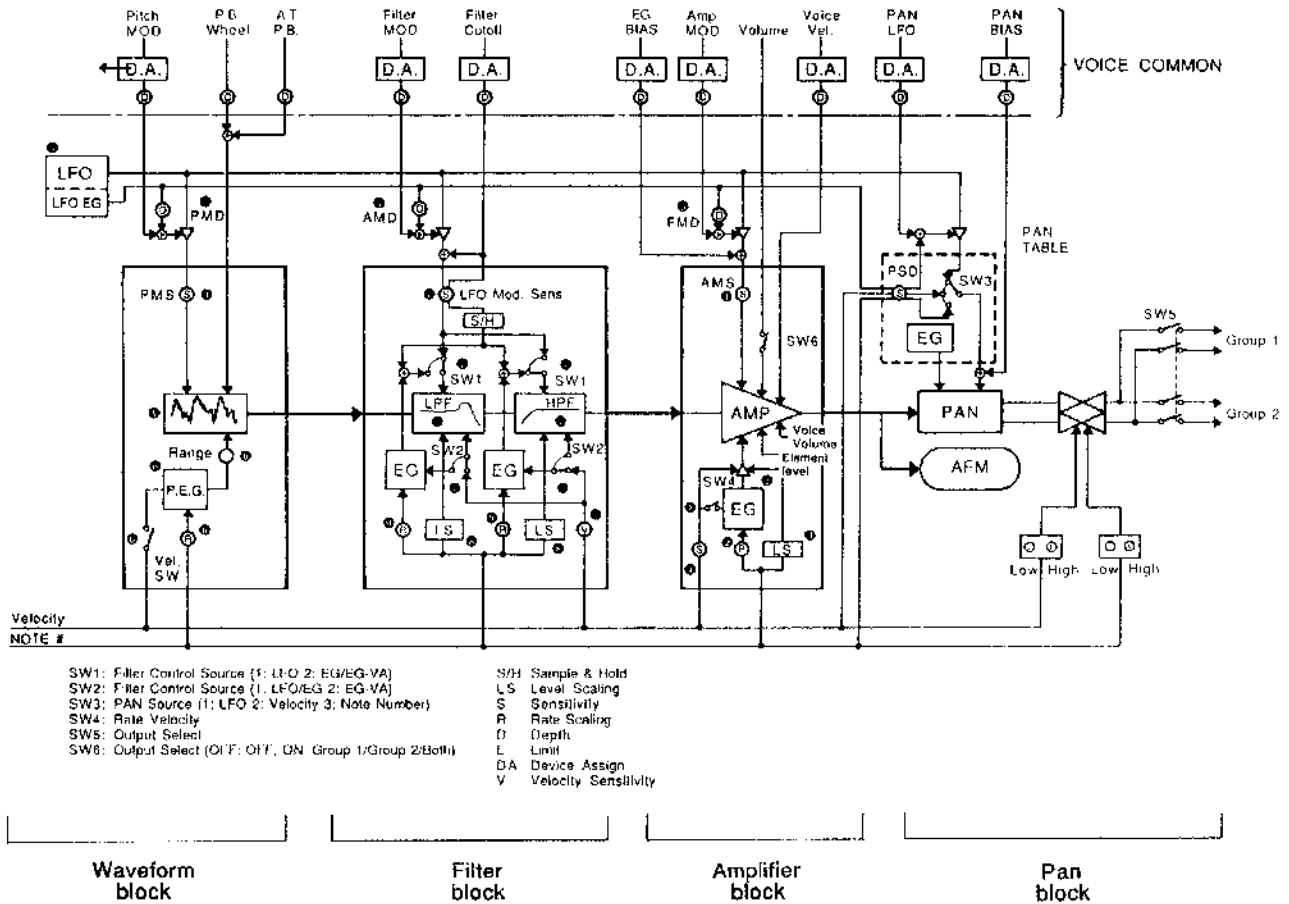 Pitch MOD
P.B. Wheel
A.T. P.B.
Filter MOD
Filter Cutoff
EG BIAS
Amp MOD
Volume
Voice Vel.
PAN LFO
PAN BIAS
D.A.
D.A.
D.A.
D.A.
D.A.
D.A.
D.A.
D.A.
VOICE COMMON
LFO
LFO EG
PMD
AMD
FMD
PAN TABLE
PMS
S
LFO Mod. Sens
S
S/H
AMS
S
PSD
S
SW3
EG
SW5
Group 1
Group 2
SW6
SW1
SW1
LPF
HPF
AMP
PAN
AFM
Voice Volume
Element level
Range
P.E.G.
SW2
SW2
EG
EG
SW4
EG
Vel. SW
R
R
LS
R
LS
V
S
R
LS
Low High
Low High
Velocity
NOTE #
SW1: Filter Control Source (1: LFO 2: EG/EG-VA)
SW2: Filter Control Source (1: LFO/EG 2: EG-VA)
SW3: PAN Source (1: LFO 2: Velocity 3: Note Number)
SW4: Rate Velocity
SW5: Output Select
SW6: Output Select (OFF: OFF, ON Group 1/Group 2/Both)
S/H Sample & Hold
LS Level Scaling
S Sensitivity
R Rate Scaling
D Depth
L Limit
DA Device Assign
V Velocity Sensitivity
Waveform block
Filter block
Amplifier block
Pan block